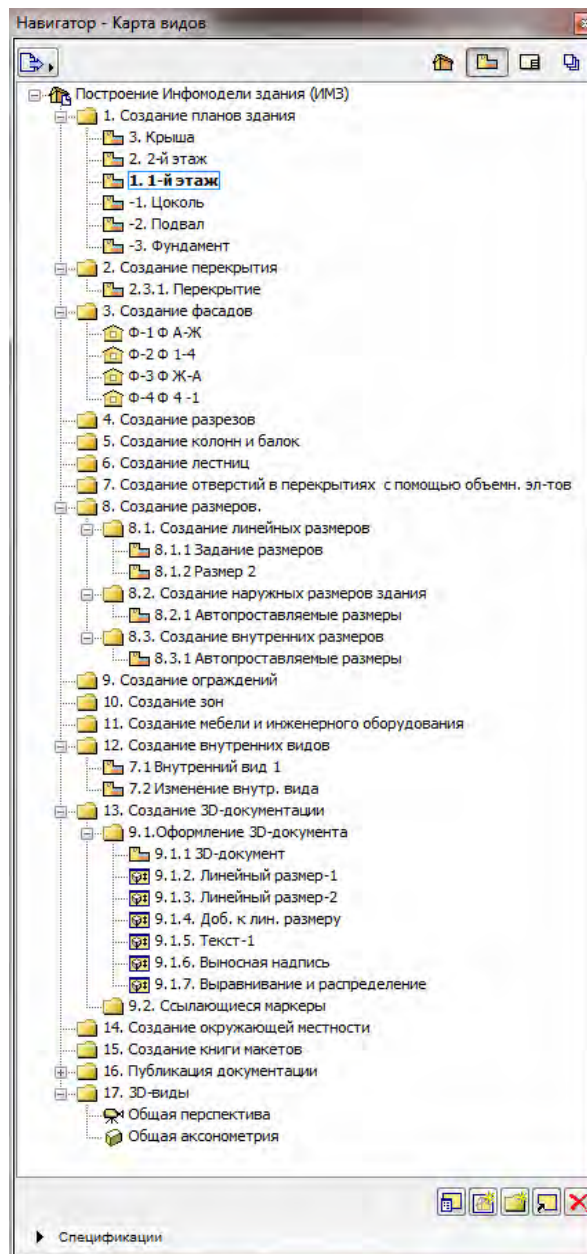 Навигатор - Карта видов
Построение Инфомодели здания (ИМЗ)
1. Создание планов здания
3. Крыша
2. 2-й этаж
1. 1-й этаж
-1. Цоколь
-2. Подвал
-3. Фундамент
2. Создание перекрытия
2.3.1. Перекрытие
3. Создание фасадов
Ф-1 Ф А-Ж
Ф-2 Ф 1-4
Ф-3 Ф Ж-А
Ф-4 Ф 4 -1
4. Создание разрезов
5. Создание колонн и балок
6. Создание лестниц
7. Создание отверстий в перекрытиях с помощью объемн. эл-тов
8. Создание размеров.
8.1. Создание линейных размеров
8.1.1 Задание размеров
8.1.2 Размер 2
8.2. Создание наружных размеров здания
8.2.1 Автопроставляемые размеры
8.3. Создание внутренних размеров
8.3.1 Автопроставляемые размеры
9. Создание ограждений
10. Создание зон
11. Создание мебели и инженерного оборудования
12. Создание внутренних видов
7.1 Внутренний вид 1
7.2 Изменение внутр. вида
13. Создание 3D-документации
9.1.Оформление 3D-документа
9.1.1 3D-документ
9.1.2. Линейный размер-1
9.1.3. Линейный размер-2
9.1.4. Доб. к лин. размеру
9.1.5. Текст-1
9.1.6. Выносная надпись
9.1.7. Выравнивание и распределение
9.2. Ссылающиеся маркеры
14. Создание окружающей местности
15. Создание книги макетов
16. Публикация документации
17. 3D-виды
Общая перспектива
Общая аксонометрия
Спецификации